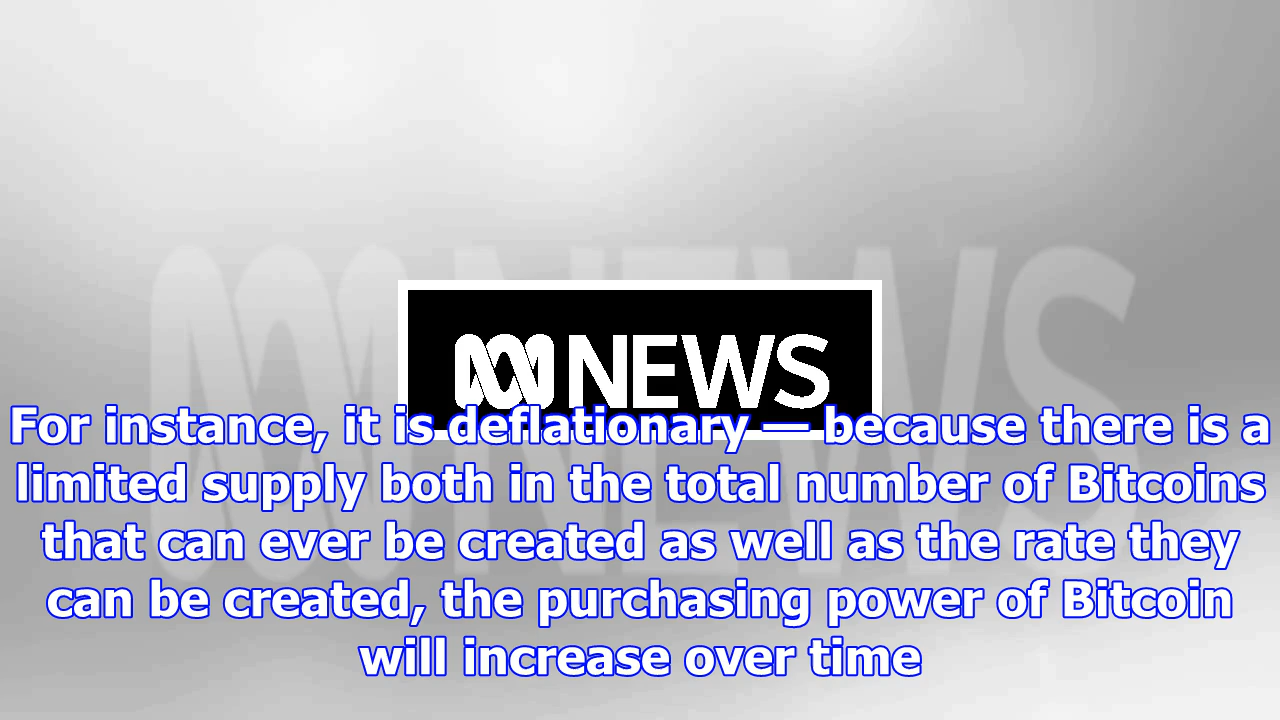 NEWS
NEWS
For instance, it is deflationary — because there is a
limited supply both in the total number of Bitcoins
that can ever be created as well as the rate they
can be created, the purchasing power of Bitcoin
will increase over time